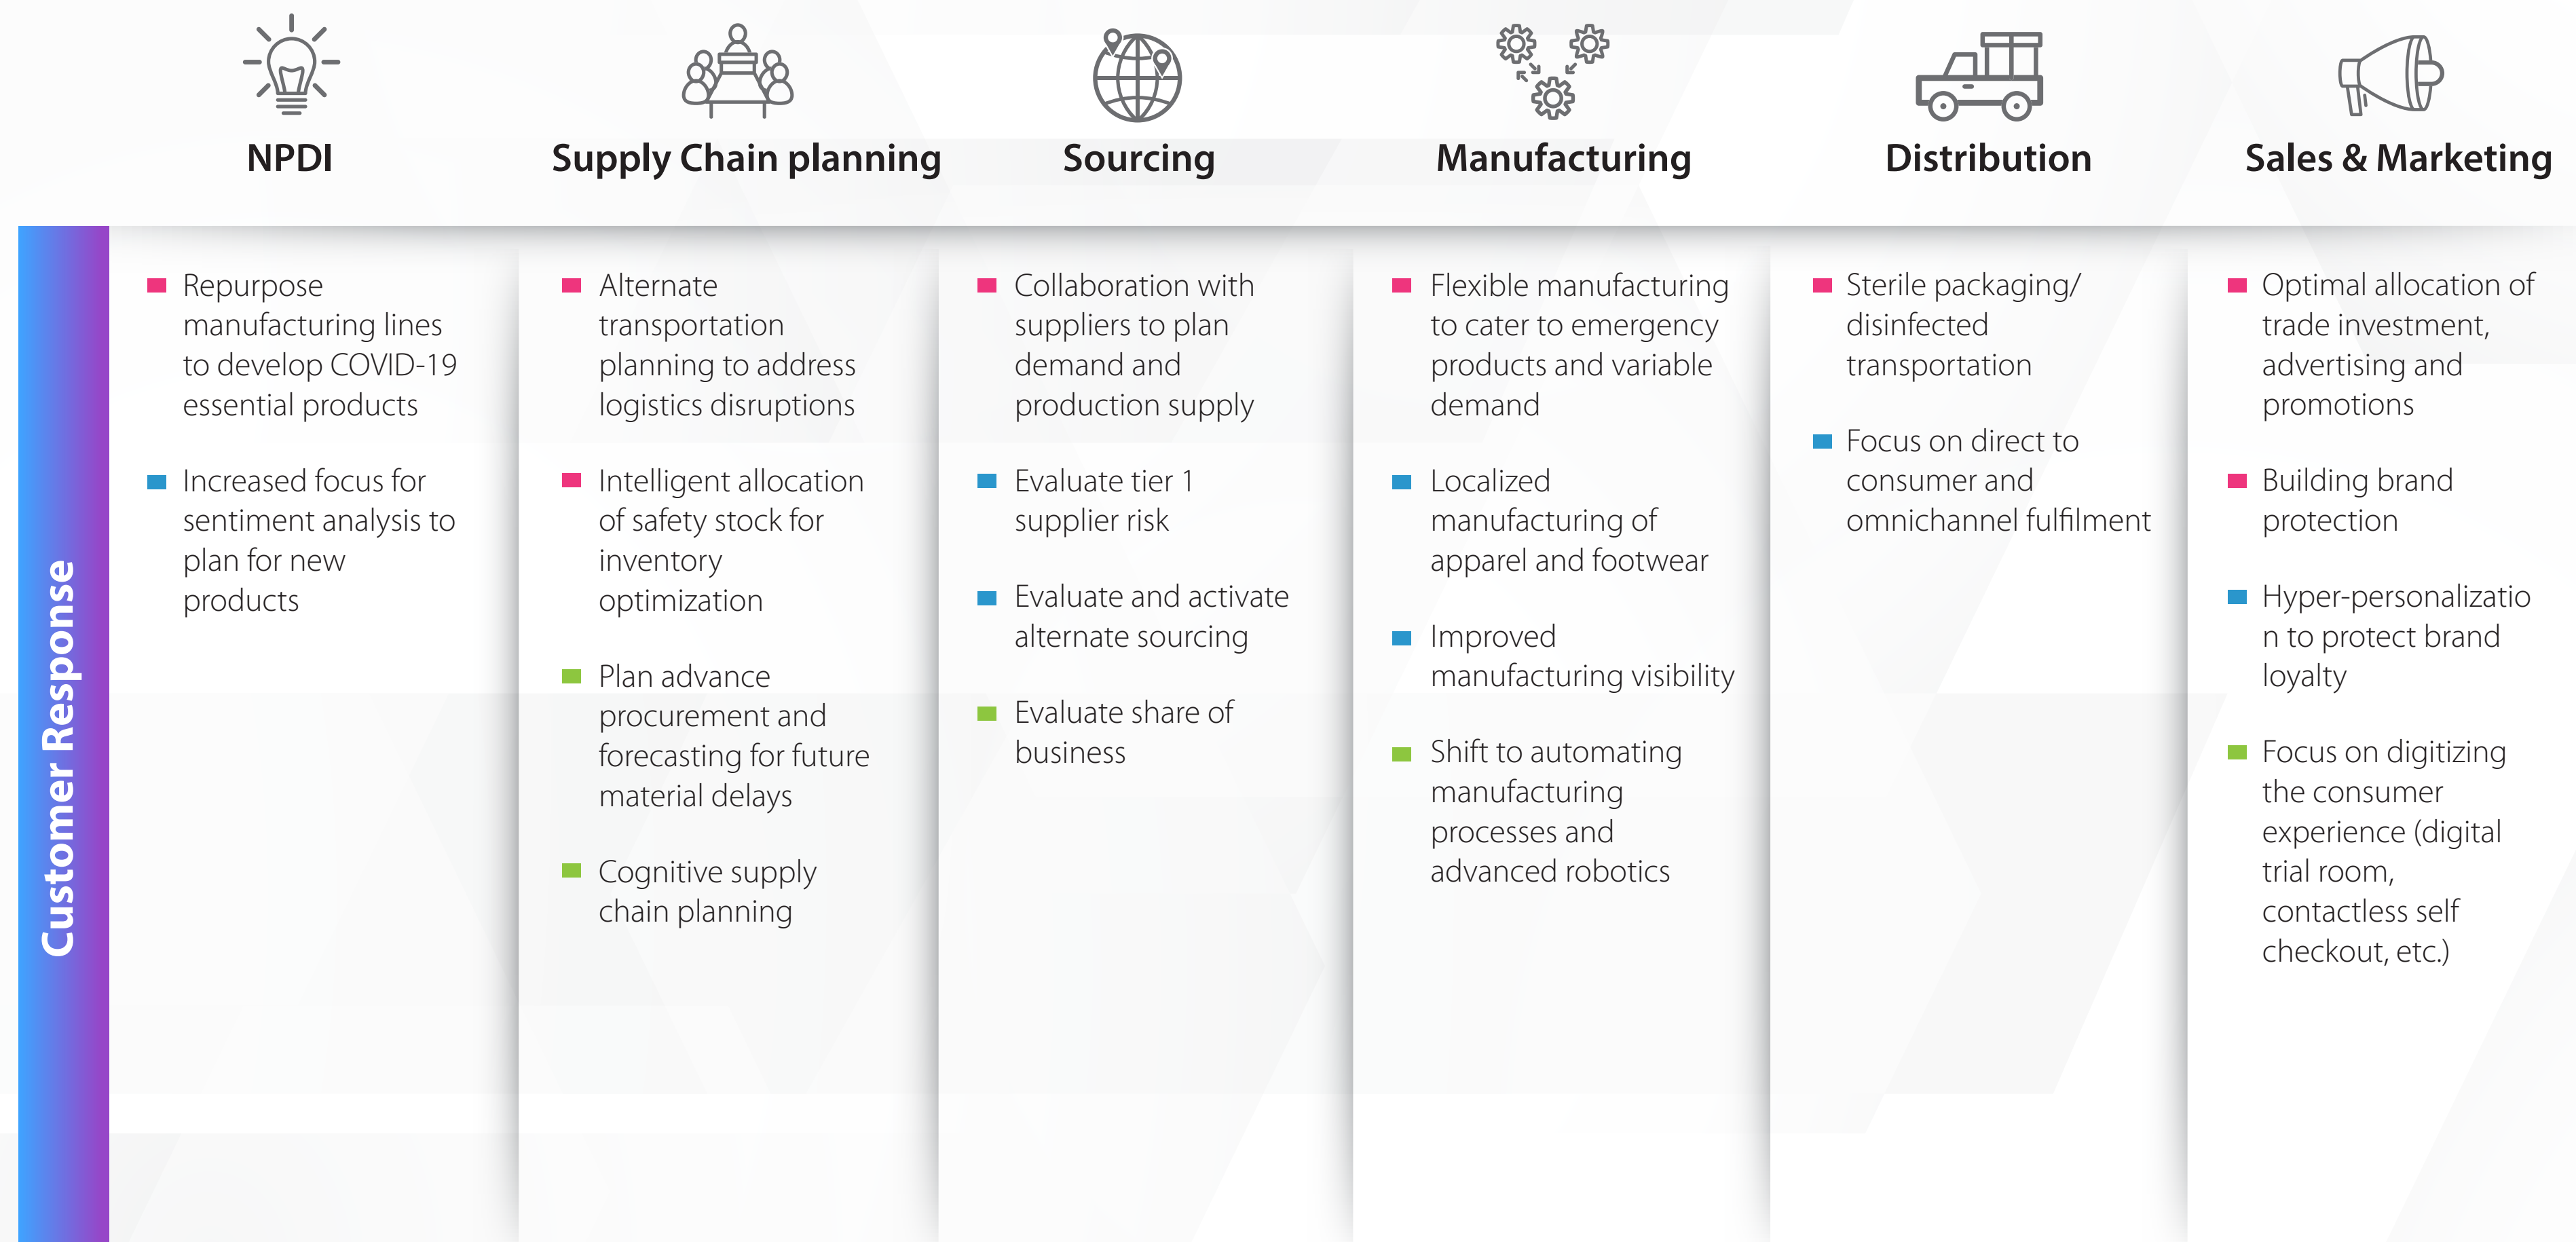 NPDI
Supply Chain planning
Sourcing
Manufacturing
Distribution
Sales & Marketing
Customer Response
Repurpose
manufacturing lines
to develop COVID-19
essential products
Increased focus for
sentiment analysis to
plan for new
products
Alternate
transportation
planning to address
logistics disruptions
Intelligent allocation
of safety stock for
inventory
optimization
Plan advance
procurement and
forecasting for future
material delays
Cognitive supply
chain planning
Collaboration with
suppliers to plan
demand and
production supply
Evaluate tier 1
supplier risk
Evaluate and activate
alternate sourcing
Evaluate share of
business
Flexible manufacturing
to cater to emergency
products and variable
demand
Localized
manufacturing of
apparel and footwear
Improved
manufacturing visibility
Shift to automating
manufacturing
processes and
advanced robotics
Sterile packaging/
disinfected
transportation
Focus on direct to
consumer and
omnichannel fulfilment
Optimal allocation of
trade investment,
advertising and
promotions
Building brand
protection
Hyper-personalizatio
n to protect brand
loyalty
Focus on digitizing
the consumer
experience (digital
trial room,
contactless self
checkout, etc.)